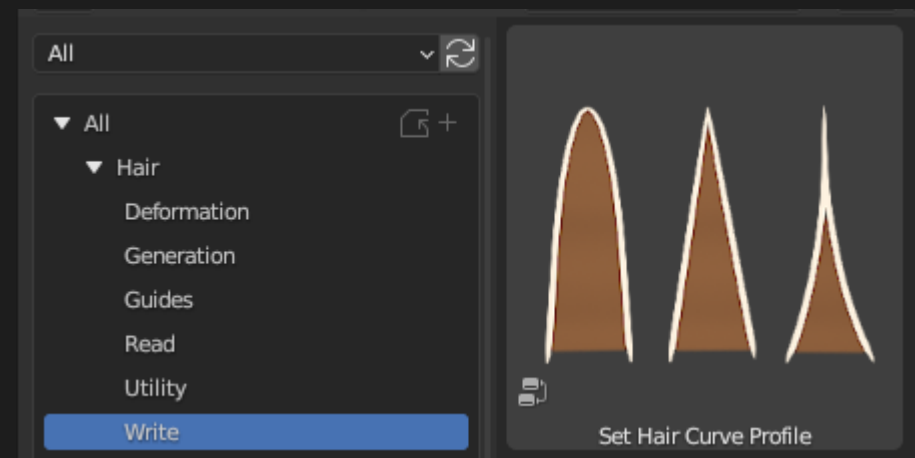 All
All
Hair
Deformation
Generation
Guides
Read
Utility
Write
Set Hair Curve Profile